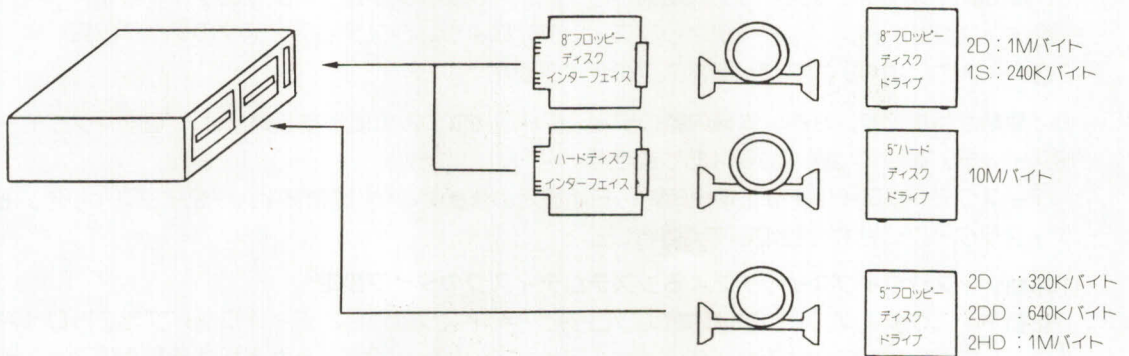 8"フロッピー
ディスク
インターフェイス
8"フロッピー
ディスク
ドライブ
2D：1Mバイト
1S：240Kバイト
ハードディスク
インターフェイス
5"ハード
ディスク
ドライブ
10Mバイト
5"フロッピー
ディスク
ドライブ
2D ：320Kバイト
2DD：640Kバイト
2HD：1Mバイト